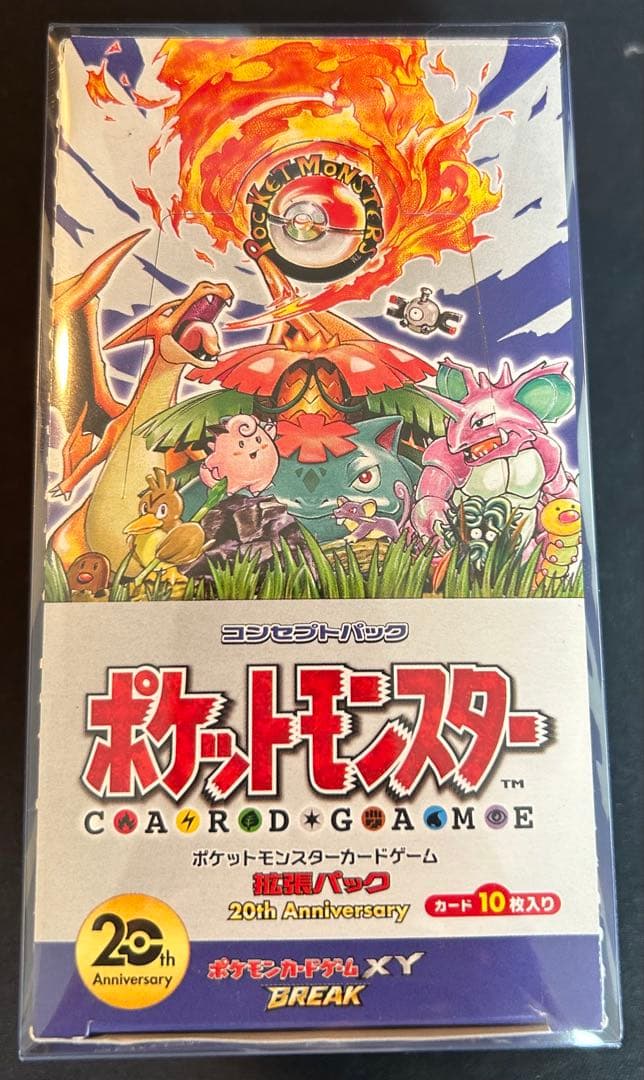 POCKET MONSTERS
TM
コンセプトパック
ポケットモンスター
TM
CARD GAME
ポケットモンスターカードゲーム
拡張パック
20th Anniversary
カード10枚入り
20th
Anniversary
ポケモンカードゲーム XY
BREAK